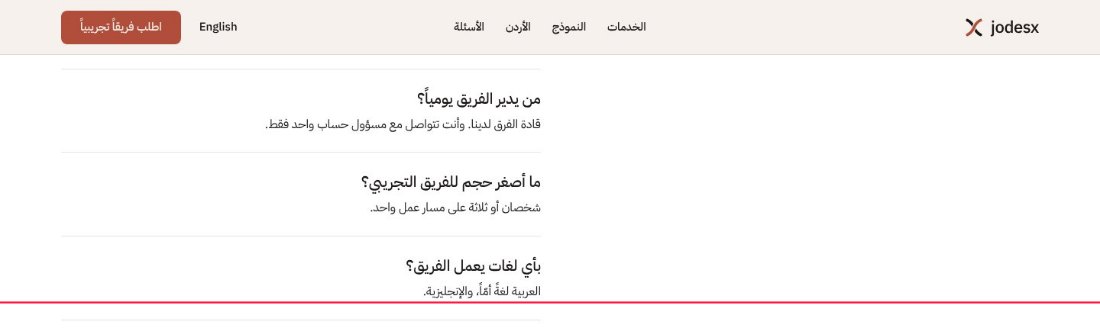 jodesx
الخدمات
النموذج
الأردن
الأسئلة
English
اطلب فريقاً تجريبياً
من يدير الفريق يومياً؟
قادة الفرق لدينا. وأنت تتواصل مع مسؤول حساب واحد فقط.
ما أصغر حجم للفريق التجريبي؟
شخصان أو ثلاثة على مسار عمل واحد.
بأي لغات يعمل الفريق؟
العربية لغةً أمّاً، والإنجليزية.